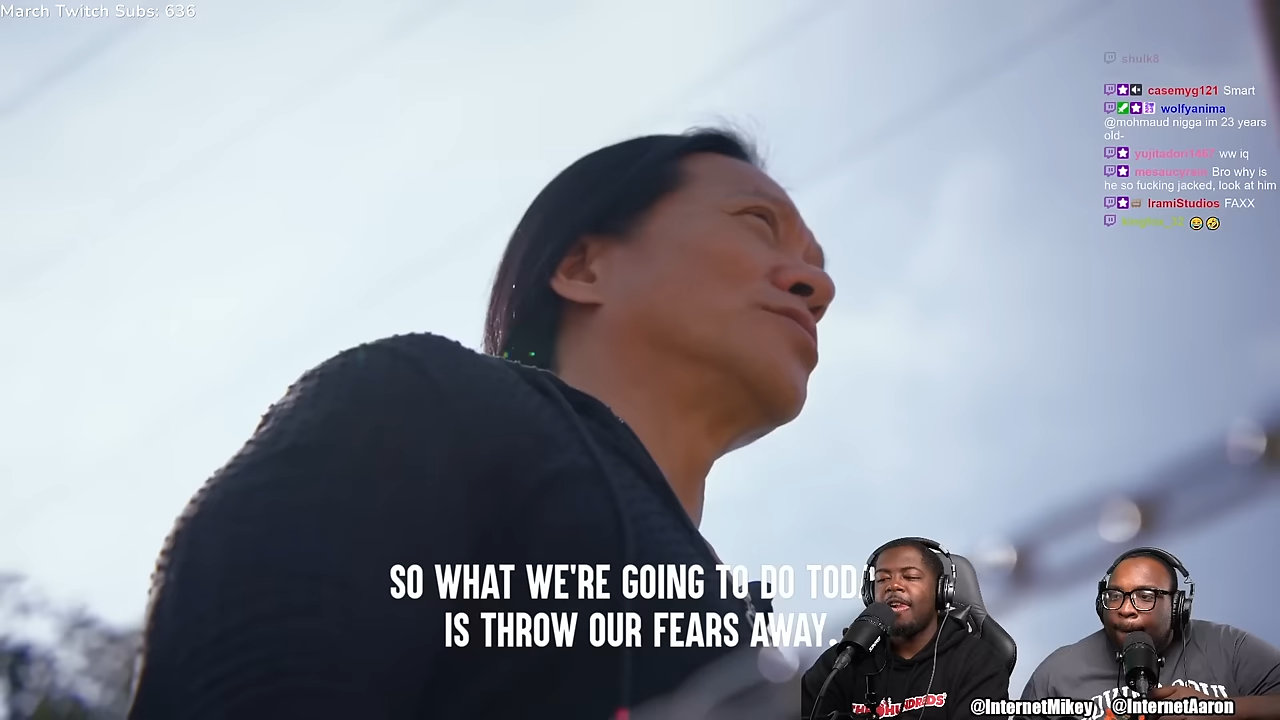 March Twitch Subs: 636
shulk8
casemyg121 Smart
wolfyanima
@mohmaud nigga im 23 years
old-
ww iq
Bro why is
he so fucking jacked, look at him
IramiStudios FAXX
SO WHAT WE'RE GOING TO DO
IS THROW OUR FEARS AWAY.
HUNDREDS
@InternetMikey
@InternetAaron